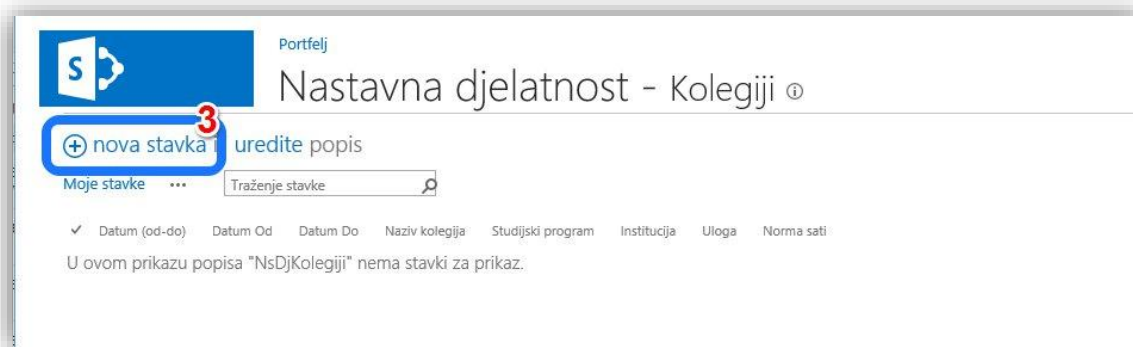 Portfelj
Nastavna djelatnost - Kolegiji
3
nova stavka uredite popis
Moje stavke ... Traženje stavke
Datum (od-do) Datum Od Datum Do Naziv kolegija Studijski program Institucija Uloga Norma sati
U ovom prikazu popisa "NsDjKolegiji" nema stavki za prikaz.